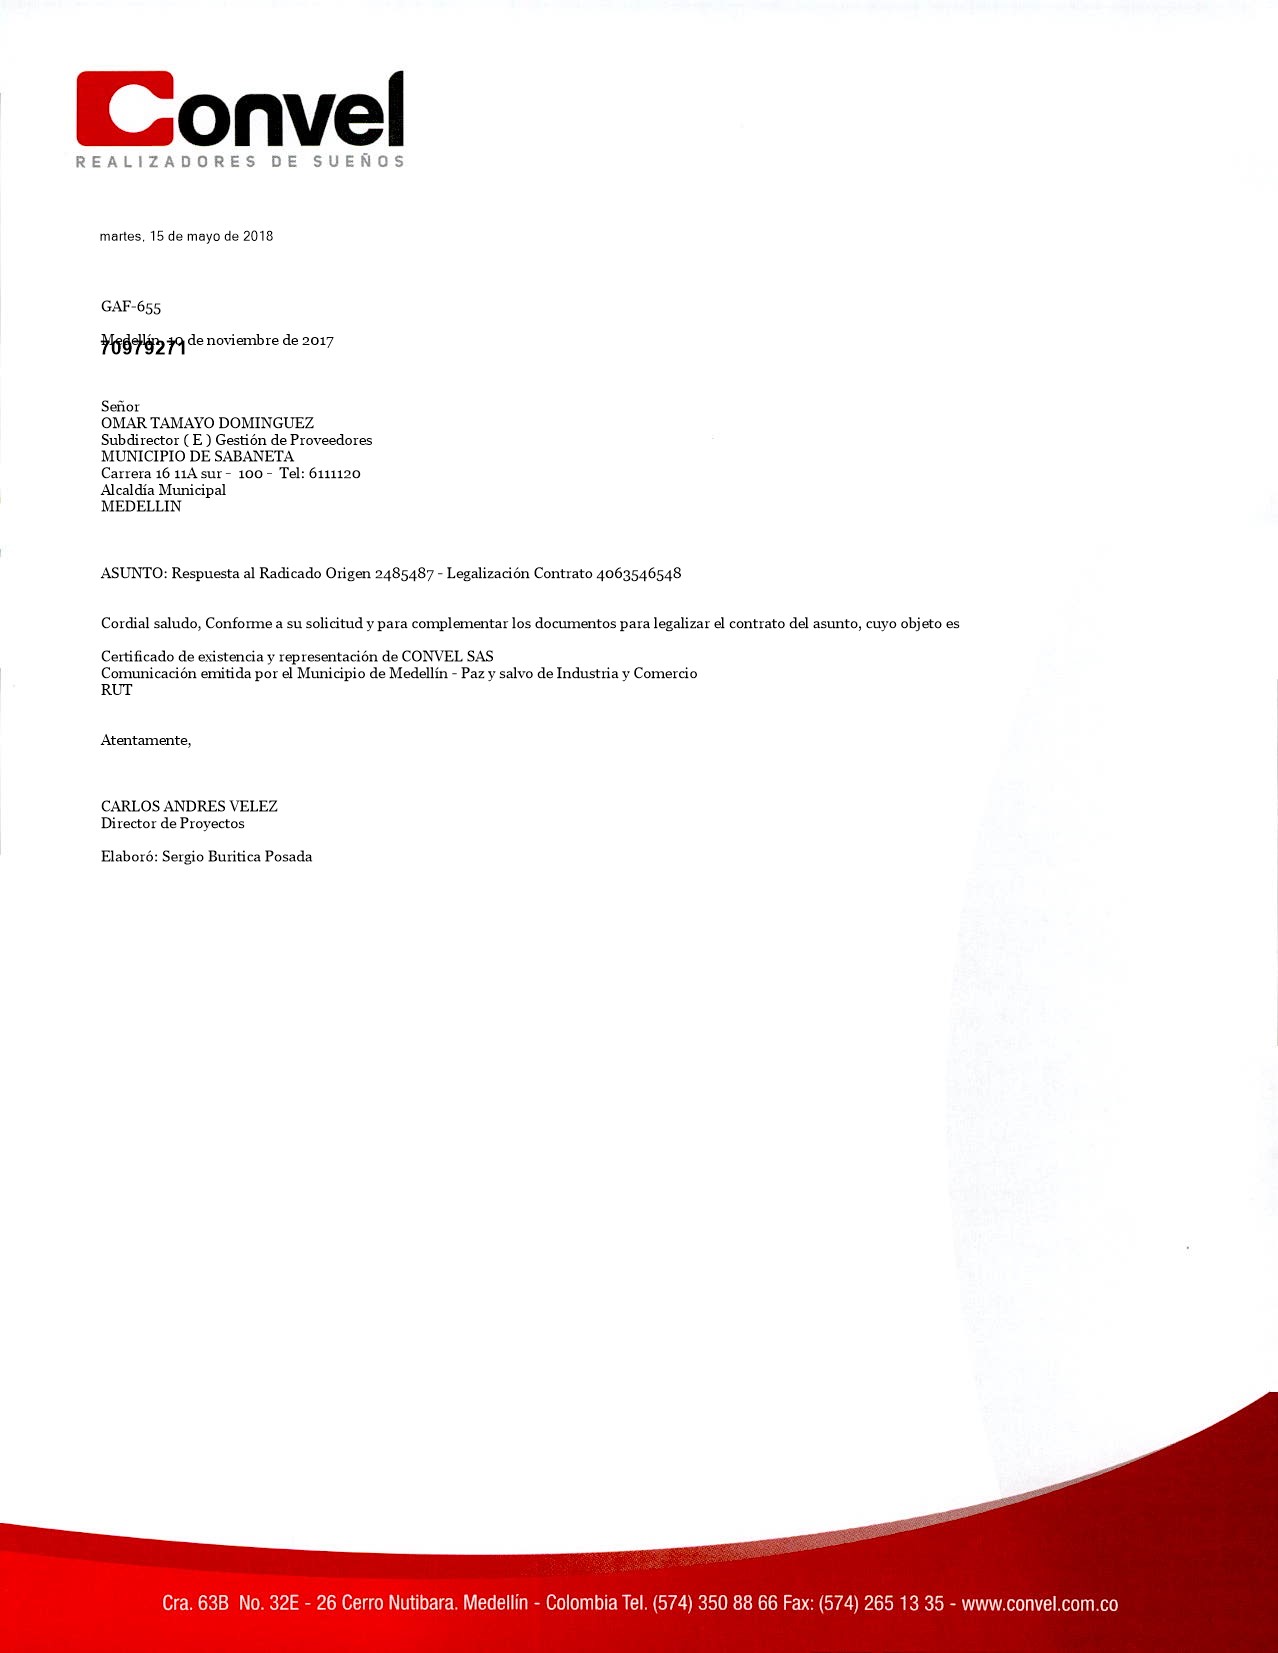 Convel
REALIZADORES DE SUEÑOS
martes, 15 de mayo de 2018
GAF-655
Medellín, 10 de noviembre de 2017
70979271
Señor
OMAR TAMAYO DOMINGUEZ
Subdirector ( E ) Gestión de Proveedores
MUNICIPIO DE SABANETA
Carrera 16 11A sur - 100 - Tel: 6111120
Alcaldía Municipal
MEDELLIN
ASUNTO: Respuesta al Radicado Origen 2485487 - Legalización Contrato 4063546548
Cordial saludo, Conforme a su solicitud y para complementar los documentos para legalizar el contrato del asunto, cuyo objeto es
Certificado de existencia y representación de CONVEL SAS
Comunicación emitida por el Municipio de Medellín - Paz y salvo de Industria y Comercio
RUT
Atentamente,
CARLOS ANDRES VELEZ
Director de Proyectos
Elaboró: Sergio Buritica Posada
Cra. 63B No. 32E - 26 Cerro Nutibara. Medellín - Colombia Tel. (574) 350 88 66 Fax: (574) 265 13 35 - www.convel.com.co